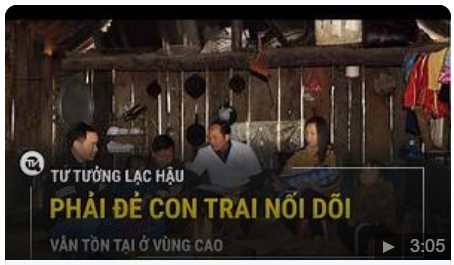 TƯ TƯỞNG LẠC HẬU
PHẢI ĐẺ CON TRAI NỐI DÕI
VẪN TỒN TẠI Ở VÙNG CAO
3:05